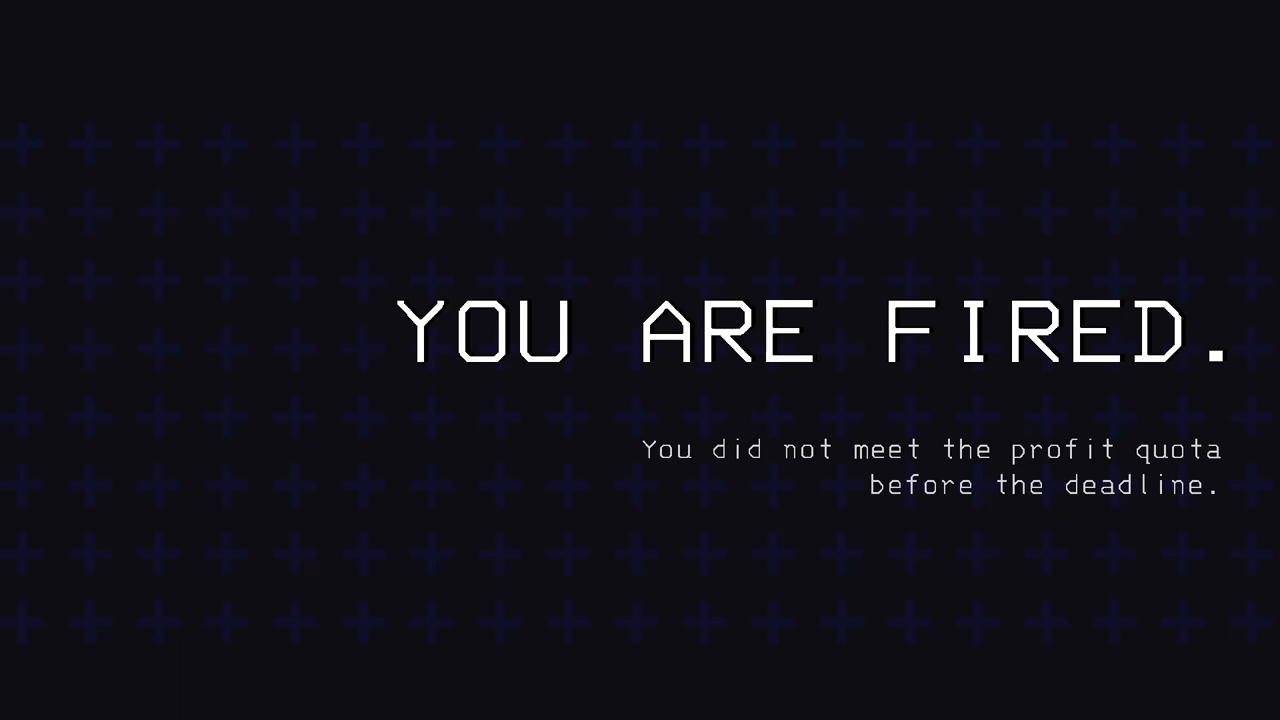 YOU ARE FIRED.
You did not meet the profit quota
before the deadline.